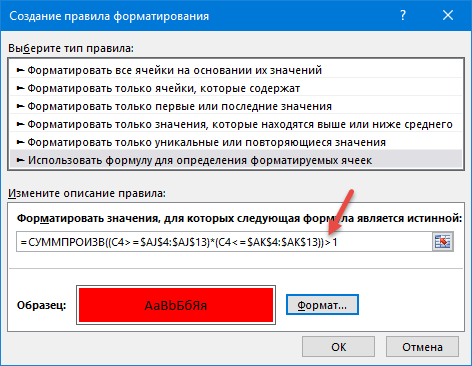 Создание правила форматирования
?
×
Выберите тип правила:
► Форматировать все ячейки на основании их значений
► Форматировать только ячейки, которые содержат
► Форматировать только первые или последние значения
► Форматировать только значения, которые находятся выше или ниже среднего
► Форматировать только уникальные или повторяющиеся значения
► Использовать формулу для определения форматируемых ячеек
Измените описание правила:
Форматировать значения, для которых следующая формула является истинной:
=СУММПРОИЗВ((C4>=$AJ$4:$AJ$13)*(C4<=$AK$4:$AK$13))>1
Образец: АаВbБбЯя Формат...
ОК Отмена